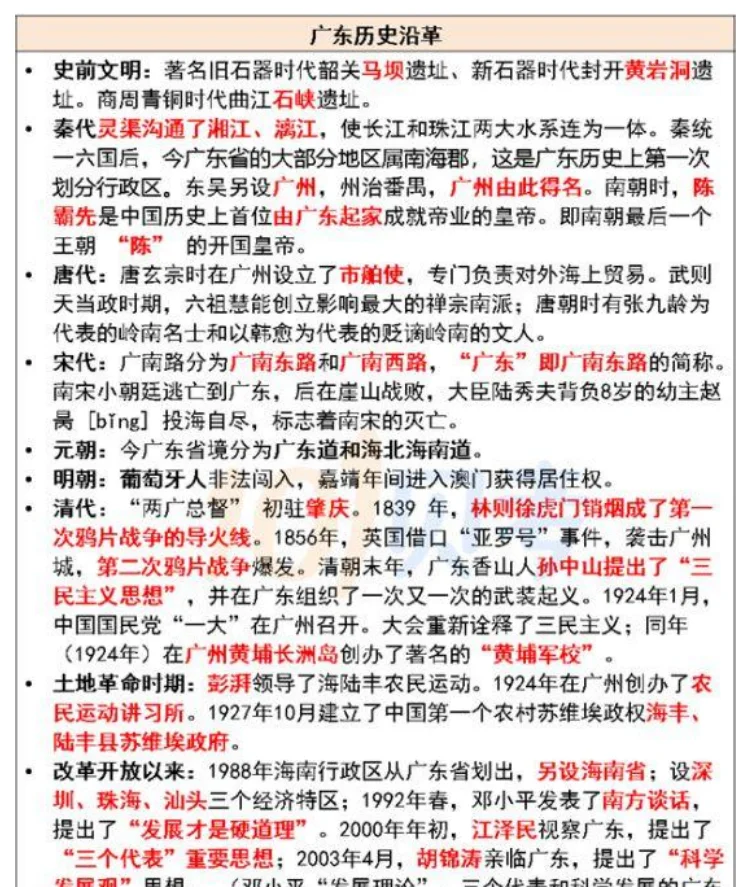 广东历史沿革
• 史前文明：著名旧石器时代韶关马坝遗址、新石器时代封开黄岩洞遗
址。商周青铜时代曲江石峡遗址。
• 秦代灵渠沟通了湘江、漓江，使长江和珠江两大水系连为一体。秦统
一六国后，今广东省的大部分地区属南海郡，这是广东历史上第一次
划分行政区。东吴另设广州，州治番禺，广州由此得名。南朝时，陈
霸先是中国历史上首位由广东起家成就帝业的皇帝。即南朝最后一个
王朝 “陈” 的开国皇帝。
• 唐代：唐玄宗时在广州设立了市舶使，专门负责对外海上贸易。武则
天当政时期，六祖慧能创立影响最大的禅宗南派；唐朝时有张九龄为
代表的岭南名士和以韩愈为代表的贬谪岭南的文人。
• 宋代：广南路分为广南东路和广南西路，“广东”即广南东路的简称。
南宋小朝廷逃亡到广东，后在崖山战败，大臣陆秀夫背负8岁的幼主赵
昺 [bǐng] 投海自尽，标志着南宋的灭亡。
• 元朝：今广东省境分为广东道和海北海南道。
• 明朝：葡萄牙人非法闯入，嘉靖年间进入澳门获得居住权。
• 清代：“两广总督” 初驻肇庆。1839 年，林则徐虎门销烟成了第一
次鸦片战争的导火线。1856年，英国借口“亚罗号”事件，袭击广州
城，第二次鸦片战争爆发。清朝末年，广东香山人孙中山提出了“三
民主义思想”，并在广东组织了一次又一次的武装起义。1924年1月，
中国国民党“一大”在广州召开。大会重新诠释了三民主义；同年
（1924年）在广州黄埔长洲岛创办了著名的“黄埔军校”。
• 土地革命时期：彭湃领导了海陆丰农民运动。1924年在广州创办了农
民运动讲习所。1927年10月建立了中国第一个农村苏维埃政权海丰、
陆丰县苏维埃政府。
• 改革开放以来：1988年海南行政区从广东省划出，另设海南省；设深
圳、珠海、汕头三个经济特区；1992年春，邓小平发表了南方谈话，
提出了“发展才是硬道理”。2000年年初，江泽民视察广东，提出了
“三个代表”重要思想；2003年4月，胡锦涛亲临广东，提出了“科学
发展观”思想。（邓小平“发展理论”、三个代表和科学发展的广东